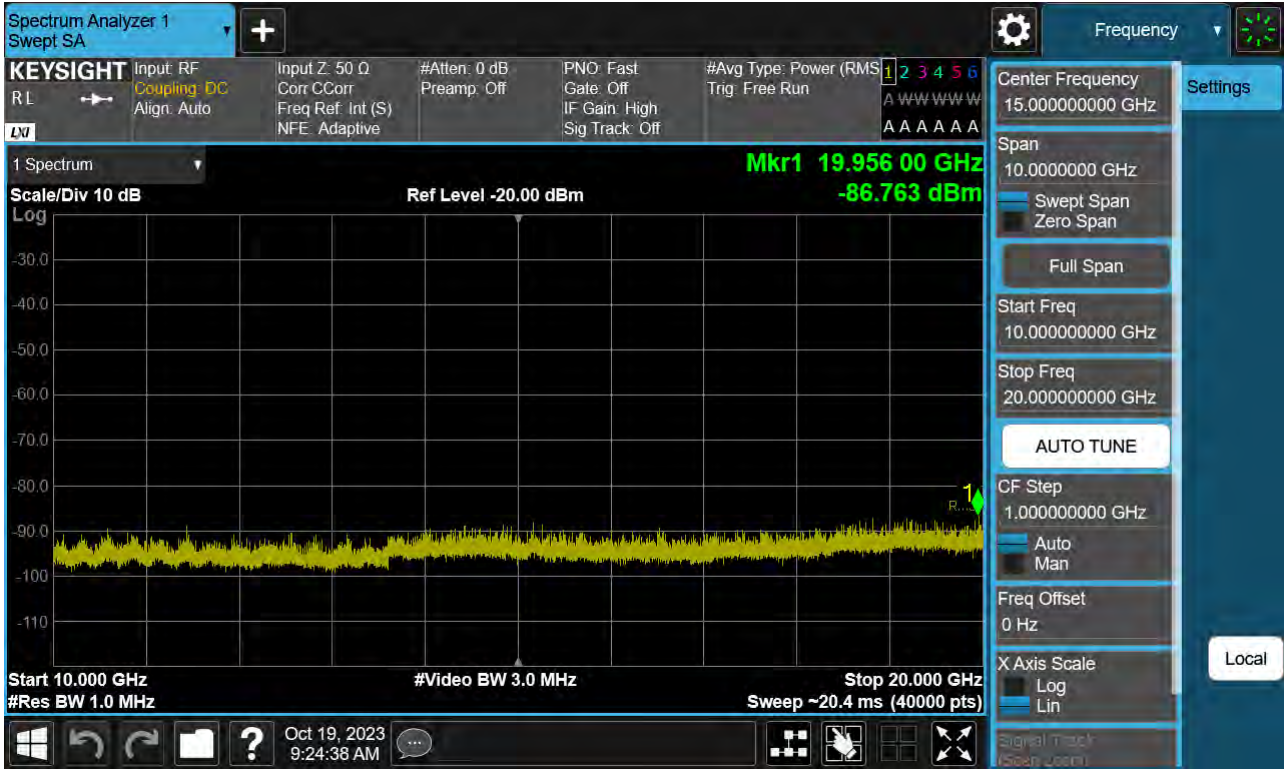 Spectrum Analyzer 1
Swept SA
Frequency
KEYSIGHT
R L
LXI
Input: RF
Coupling: DC
Align: Auto
Input Z: 50 Ω
Corr CCorr
Freq Ref: Int (S)
NFE: Adaptive
#Atten: 0 dB
Preamp: Off
PNO: Fast
Gate: Off
IF Gain: High
Sig Track: Off
#Avg Type: Power (RMS
Trig: Free Run
1 2 3 4 5 6
A W W W W W
A A A A A A
1 Spectrum
Mkr1 19.956 00 GHz
Scale/Div 10 dB
Ref Level -20.00 dBm
-86.763 dBm
Log
-30.0
-40.0
-50.0
-60.0
-70.0
-80.0
-90.0
-100
-110
1
R...
Start 10.000 GHz
#Video BW 3.0 MHz
Stop 20.000 GHz
#Res BW 1.0 MHz
Sweep ~20.4 ms (40000 pts)
Center Frequency
15.000000000 GHz
Settings
Span
10.0000000 GHz
Swept Span
Zero Span
Full Span
Start Freq
10.000000000 GHz
Stop Freq
20.000000000 GHz
AUTO TUNE
CF Step
1.000000000 GHz
Auto
Man
Freq Offset
0 Hz
X Axis Scale
Log
Lin
Local
Signal Track
(Span Zoom)
?
Oct 19, 2023
9:24:38 AM